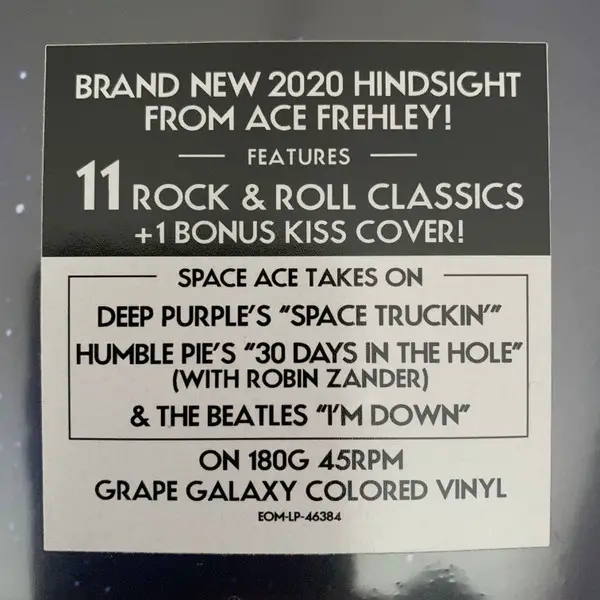 BRAND NEW 2020 HINDSIGHT
FROM ACE FREHLEY!
FEATURES
11 ROCK & ROLL CLASSICS
+1 BONUS KISS COVER!
SPACE ACE TAKES ON
DEEP PURPLE'S "SPACE TRUCKIN'"
HUMBLE PIE'S "30 DAYS IN THE HOLE"
(WITH ROBIN ZANDER)
& THE BEATLES "I'M DOWN"
ON 180G 45RPM
GRAPE GALAXY COLORED VINYL
EOM-LP-46384